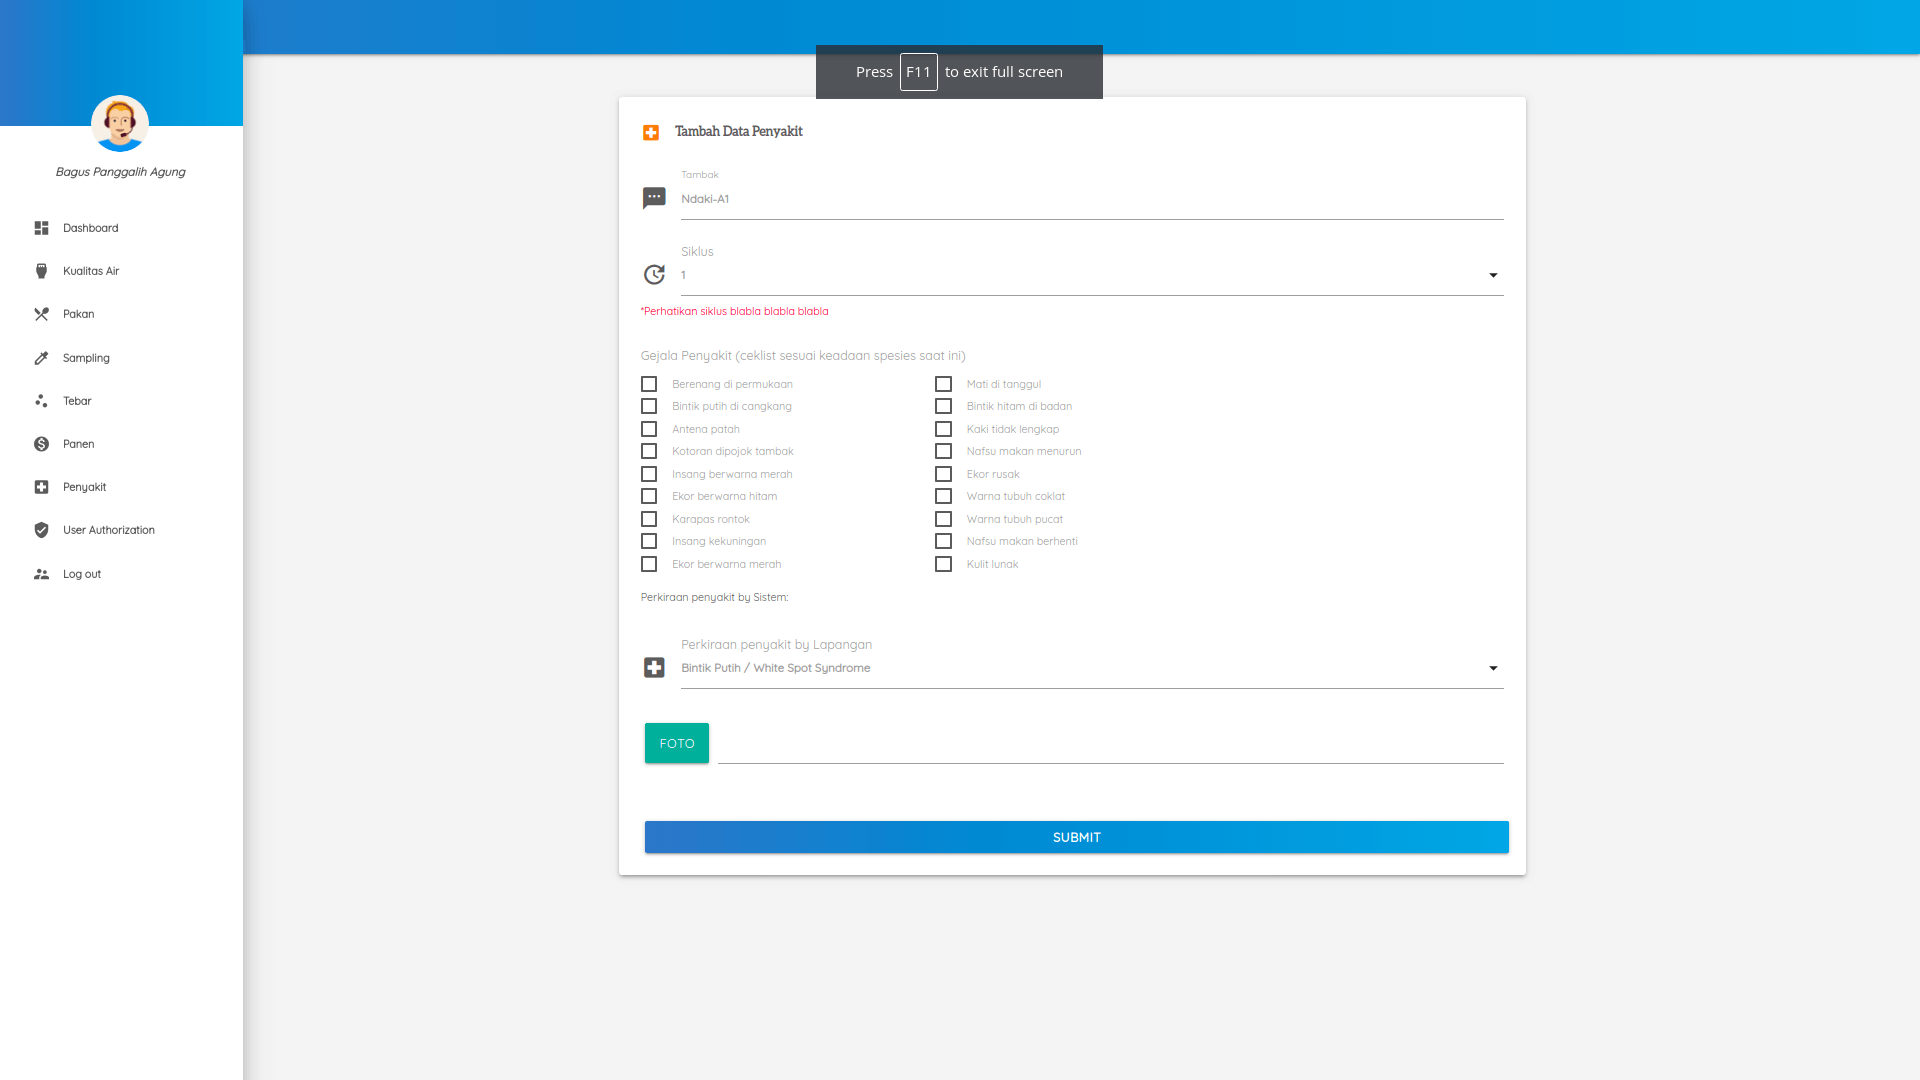 Press F11 to exit full screen
Bagus Panggalih Agung
Dashboard
Kualitas Air
Pakan
Sampling
Tebar
Panen
Penyakit
User Authorization
Log out
Tambah Data Penyakit
Tambak
Ndaki-A1
Siklus
1
*Perhatikan siklus blabla blabla blabla
Gejala Penyakit (ceklist sesuai keadaan spesies saat ini)
Berenang di permukaan
Bintik putih di cangkang
Antena patah
Kotoran dipojok tambak
Insang berwarna merah
Ekor berwarna hitam
Karapas rontok
Insang kekuningan
Ekor berwarna merah
Mati di tanggul
Bintik hitam di badan
Kaki tidak lengkap
Nafsu makan menurun
Ekor rusak
Warna tubuh coklat
Warna tubuh pucat
Nafsu makan berhenti
Kulit lunak
Perkiraan penyakit by Sistem:
Perkiraan penyakit by Lapangan
Bintik Putih / White Spot Syndrome
FOTO
SUBMIT